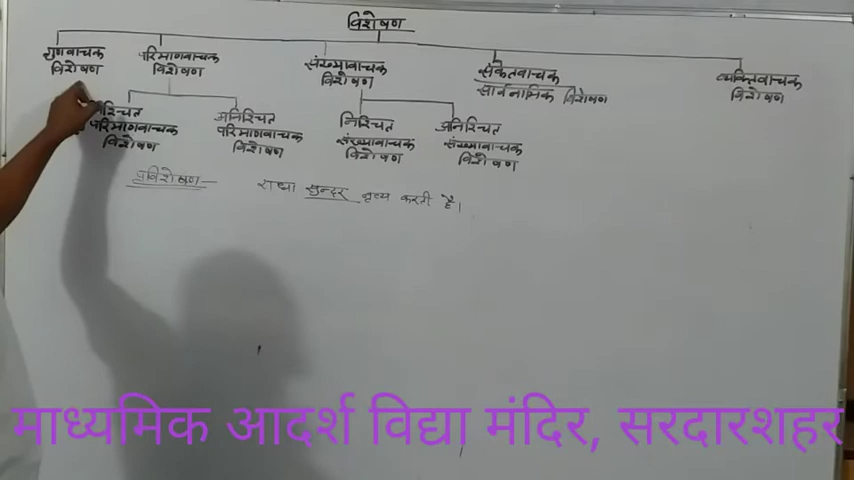 विशेषण
गुणवाचक
विशेषण
परिमाणवाचक
विशेषण
संख्यावाचक
विशेषण
संकेतवाचक
सार्वनामिक विशेषण
व्यक्तिवाचक
विशेषण
निश्चित
परिमाणवाचक
विशेषण
अनिश्चित
परिमाणवाचक
विशेषण
निश्चित
संख्यावाचक
विशेषण
अनिश्चित
संख्यावाचक
विशेषण
प्रविशेषण— राधा सुन्दर नृत्य करती है।
माध्यमिक आदर्श विद्या मंदिर, सरदारशहर